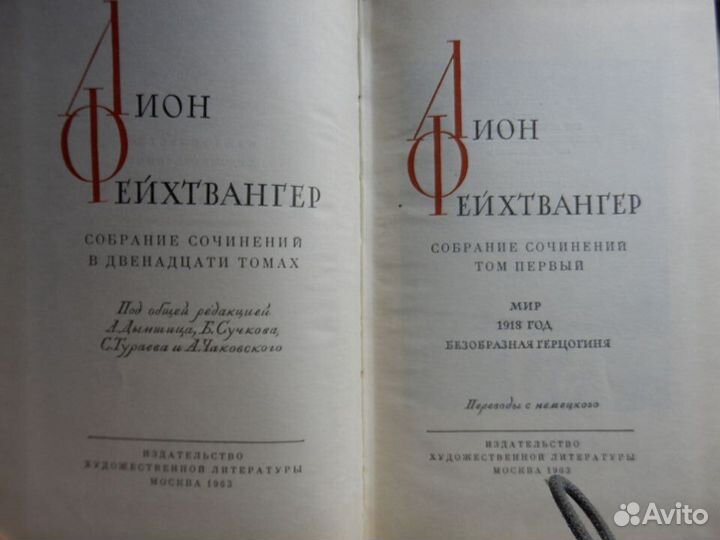 Лион
Фейхтвангер
СОБРАНИЕ СОЧИНЕНИЙ
В ДВЕНАДЦАТИ ТОМАХ
Под общей редакцией
А.Дымшица, Б.Сучкова,
С.Тураева и А.Чаковского
ИЗДАТЕЛЬСТВО
ХУДОЖЕСТВЕННОЙ ЛИТЕРАТУРЫ
МОСКВА 1963
Лион
Фейхтвангер
СОБРАНИЕ СОЧИНЕНИЙ
ТОМ ПЕРВЫЙ
МИР
1918 ГОД
БЕЗОБРАЗНАЯ ГЕРЦОГИНЯ
Переводы с немецкого
ИЗДАТЕЛЬСТВО
ХУДОЖЕСТВЕННОЙ ЛИТЕРАТУРЫ
МОСКВА 1963
Avito